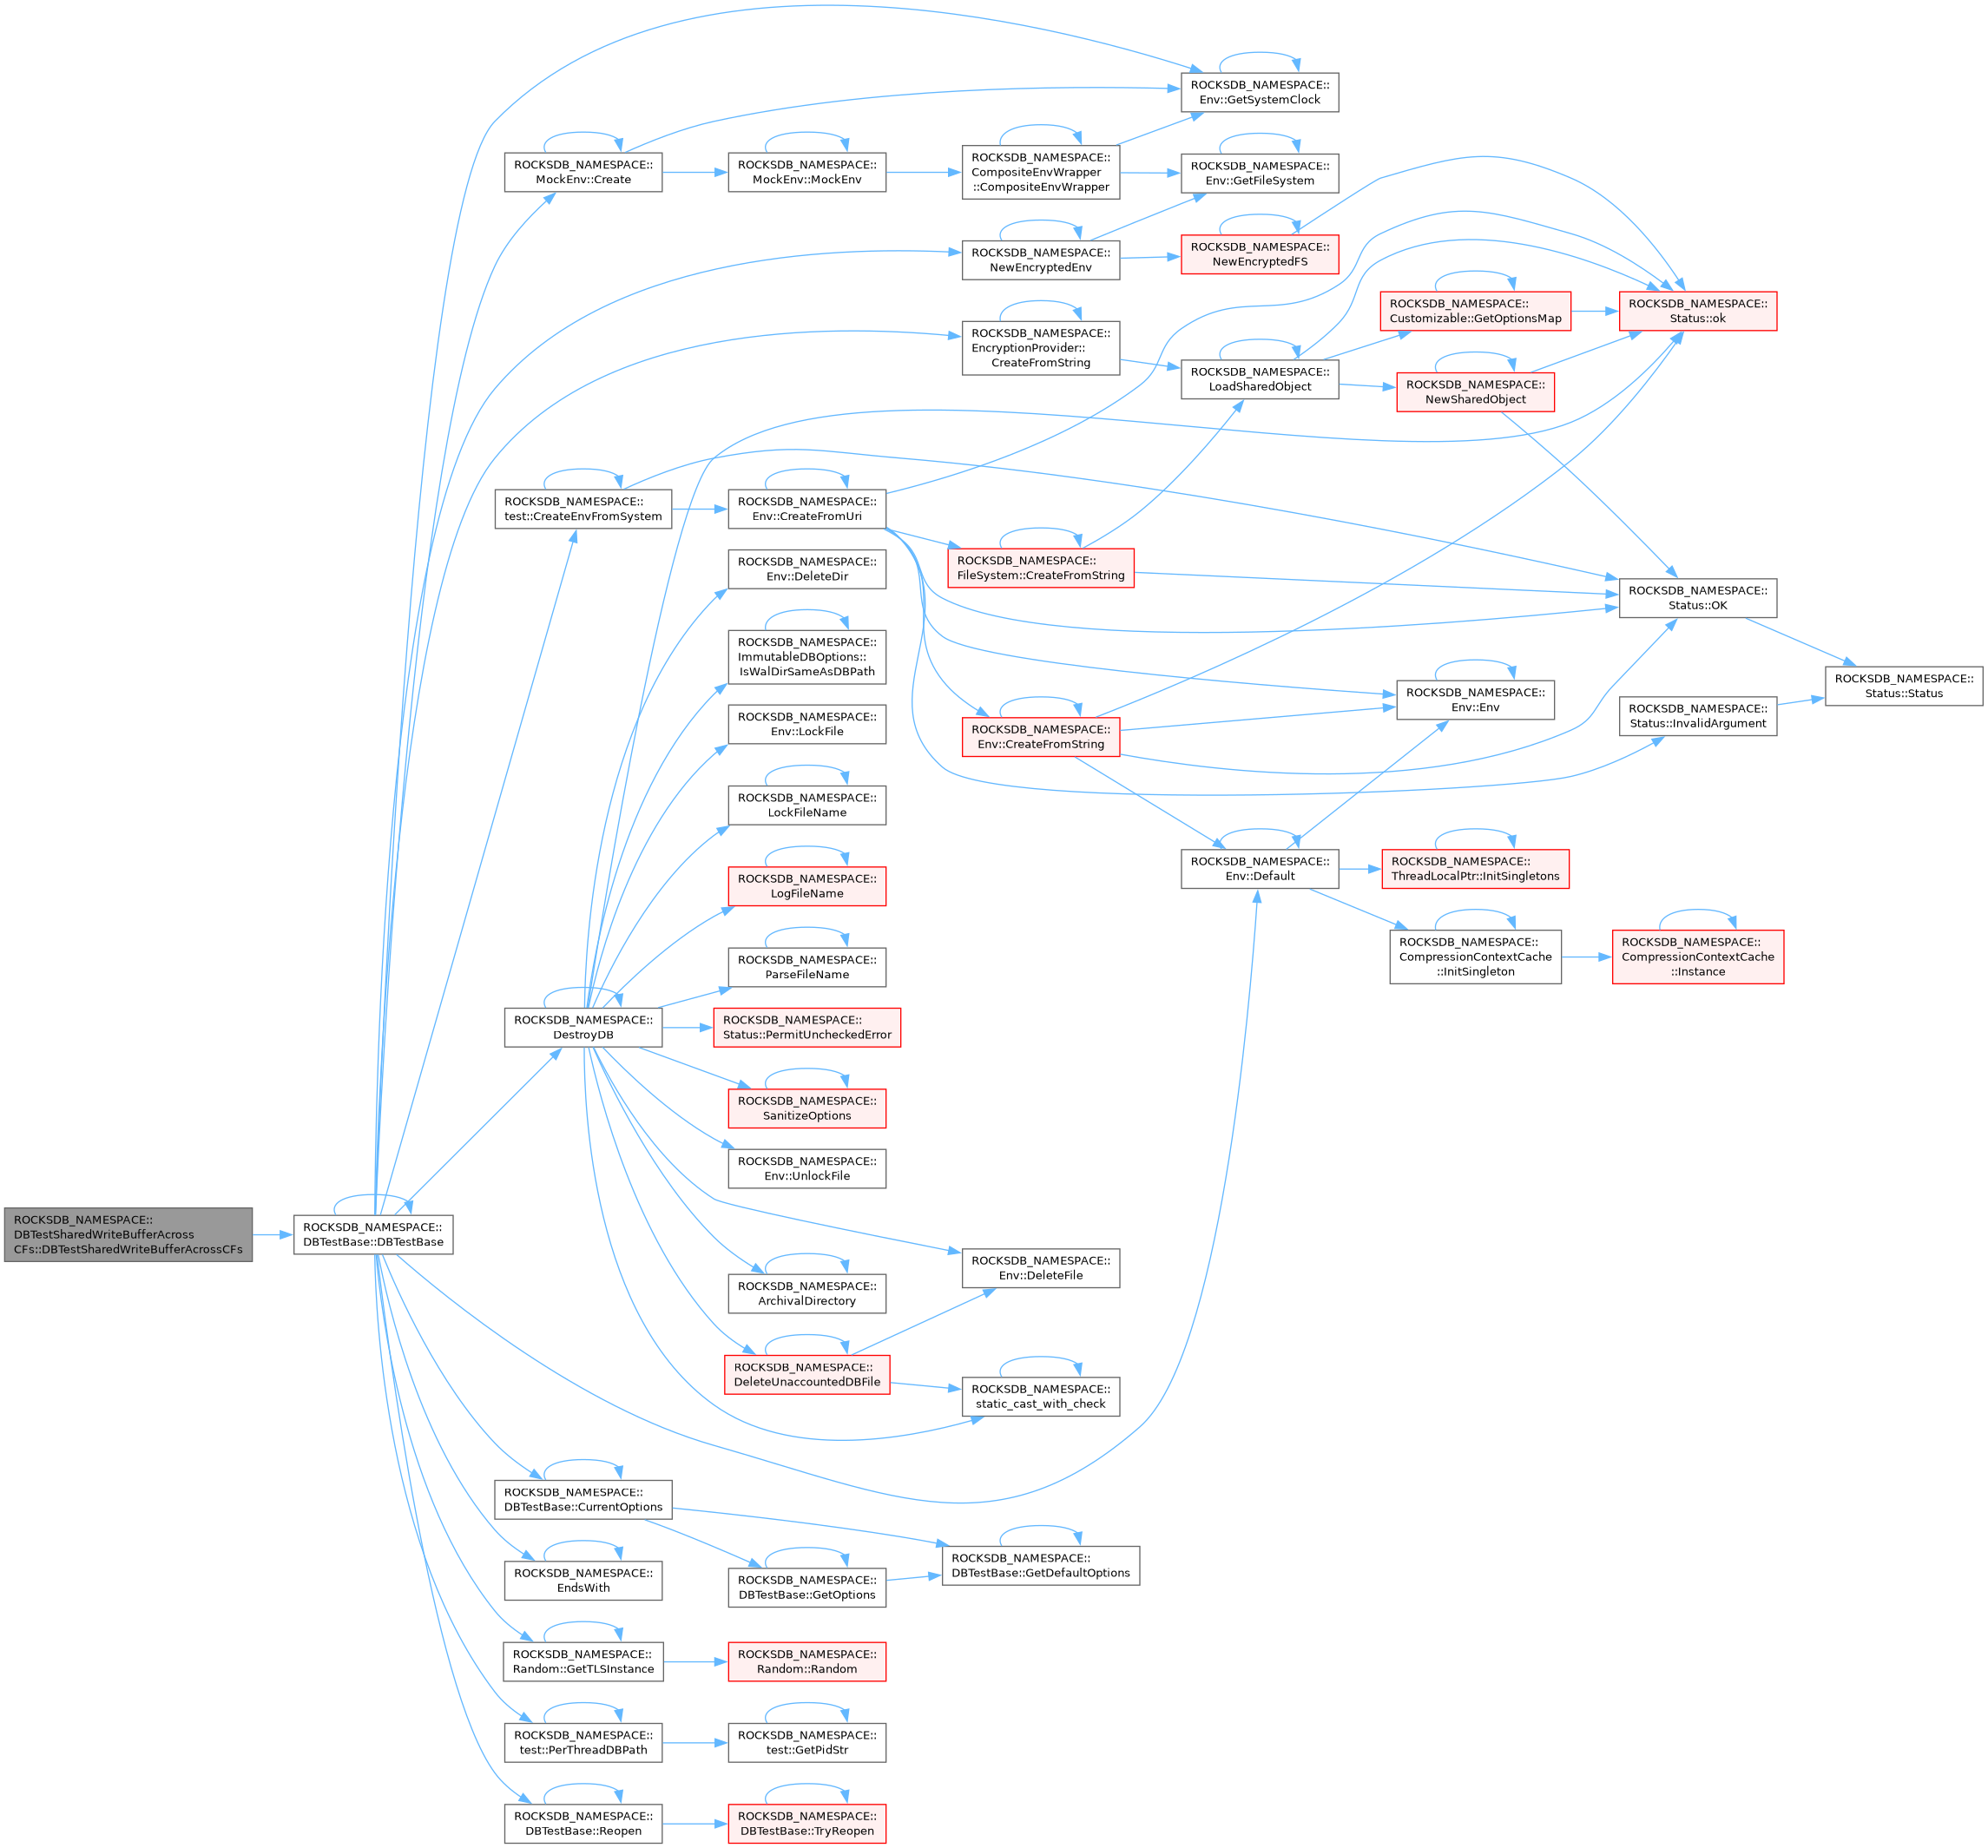 ROCKSDB_NAMESPACE::
DBTestSharedWriteBufferAcross
CFs::DBTestSharedWriteBufferAcrossCFs
ROCKSDB_NAMESPACE::
DBTestBase::DBTestBase
ROCKSDB_NAMESPACE::
MockEnv::Create
ROCKSDB_NAMESPACE::
test::CreateEnvFromSystem
ROCKSDB_NAMESPACE::
DestroyDB
ROCKSDB_NAMESPACE::
DBTestBase::CurrentOptions
ROCKSDB_NAMESPACE::
EndsWith
ROCKSDB_NAMESPACE::
Random::GetTLSInstance
ROCKSDB_NAMESPACE::
test::PerThreadDBPath
ROCKSDB_NAMESPACE::
DBTestBase::Reopen
ROCKSDB_NAMESPACE::
MockEnv::MockEnv
ROCKSDB_NAMESPACE::
Env::CreateFromUri
ROCKSDB_NAMESPACE::
Env::DeleteDir
ROCKSDB_NAMESPACE::
ImmutableDBOptions::
IsWalDirSameAsDBPath
ROCKSDB_NAMESPACE::
Env::LockFile
ROCKSDB_NAMESPACE::
LockFileName
ROCKSDB_NAMESPACE::
LogFileName
ROCKSDB_NAMESPACE::
ParseFileName
ROCKSDB_NAMESPACE::
Status::PermitUncheckedError
ROCKSDB_NAMESPACE::
SanitizeOptions
ROCKSDB_NAMESPACE::
Env::UnlockFile
ROCKSDB_NAMESPACE::
ArchivalDirectory
ROCKSDB_NAMESPACE::
DeleteUnaccountedDBFile
ROCKSDB_NAMESPACE::
DBTestBase::GetOptions
ROCKSDB_NAMESPACE::
Random::Random
ROCKSDB_NAMESPACE::
test::GetPidStr
ROCKSDB_NAMESPACE::
DBTestBase::TryReopen
ROCKSDB_NAMESPACE::
CompositeEnvWrapper
::CompositeEnvWrapper
ROCKSDB_NAMESPACE::
NewEncryptedEnv
ROCKSDB_NAMESPACE::
EncryptionProvider::
CreateFromString
ROCKSDB_NAMESPACE::
FileSystem::CreateFromString
ROCKSDB_NAMESPACE::
Env::CreateFromString
ROCKSDB_NAMESPACE::
Env::DeleteFile
ROCKSDB_NAMESPACE::
static_cast_with_check
ROCKSDB_NAMESPACE::
DBTestBase::GetDefaultOptions
ROCKSDB_NAMESPACE::
Env::GetSystemClock
ROCKSDB_NAMESPACE::
Env::GetFileSystem
ROCKSDB_NAMESPACE::
NewEncryptedFS
ROCKSDB_NAMESPACE::
LoadSharedObject
ROCKSDB_NAMESPACE::
Env::Default
ROCKSDB_NAMESPACE::
Customizable::GetOptionsMap
ROCKSDB_NAMESPACE::
NewSharedObject
ROCKSDB_NAMESPACE::
Env::Env
ROCKSDB_NAMESPACE::
ThreadLocalPtr::InitSingletons
ROCKSDB_NAMESPACE::
CompressionContextCache
::InitSingleton
ROCKSDB_NAMESPACE::
Status::ok
ROCKSDB_NAMESPACE::
Status::OK
ROCKSDB_NAMESPACE::
Status::InvalidArgument
ROCKSDB_NAMESPACE::
CompressionContextCache
::Instance
ROCKSDB_NAMESPACE::
Status::Status